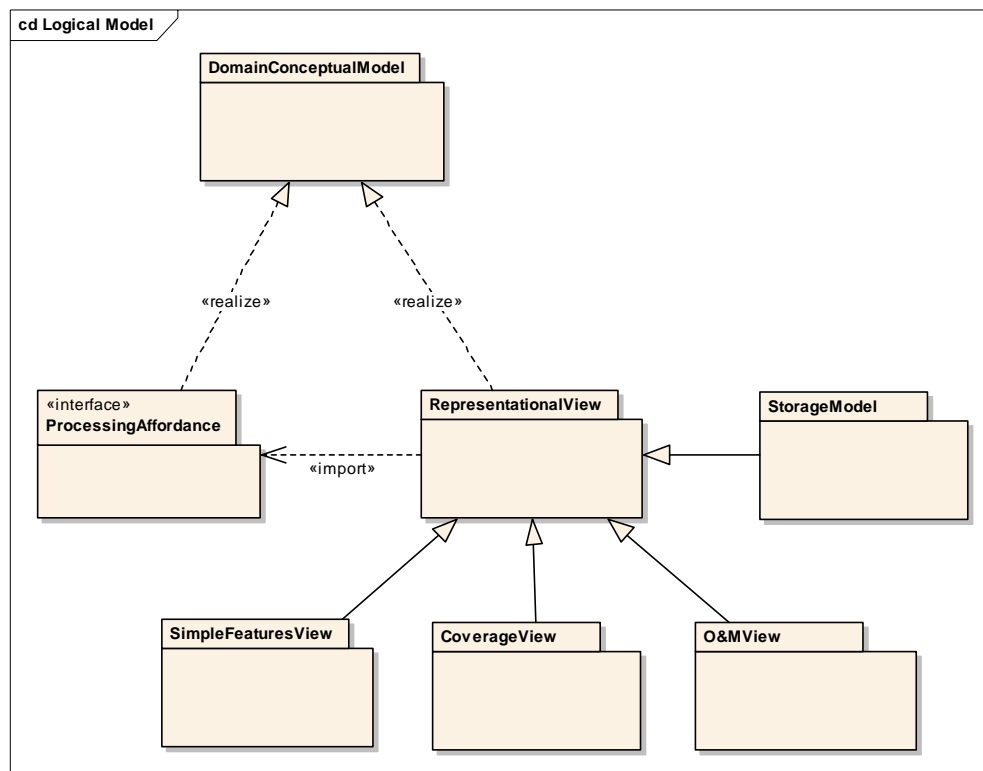 cd Logical Model
DomainConceptualModel
«realize»
«realize»
«interface»
ProcessingAffordance
RepresentationalView
StorageModel
«import»
SimpleFeaturesView
CoverageView
O&MView